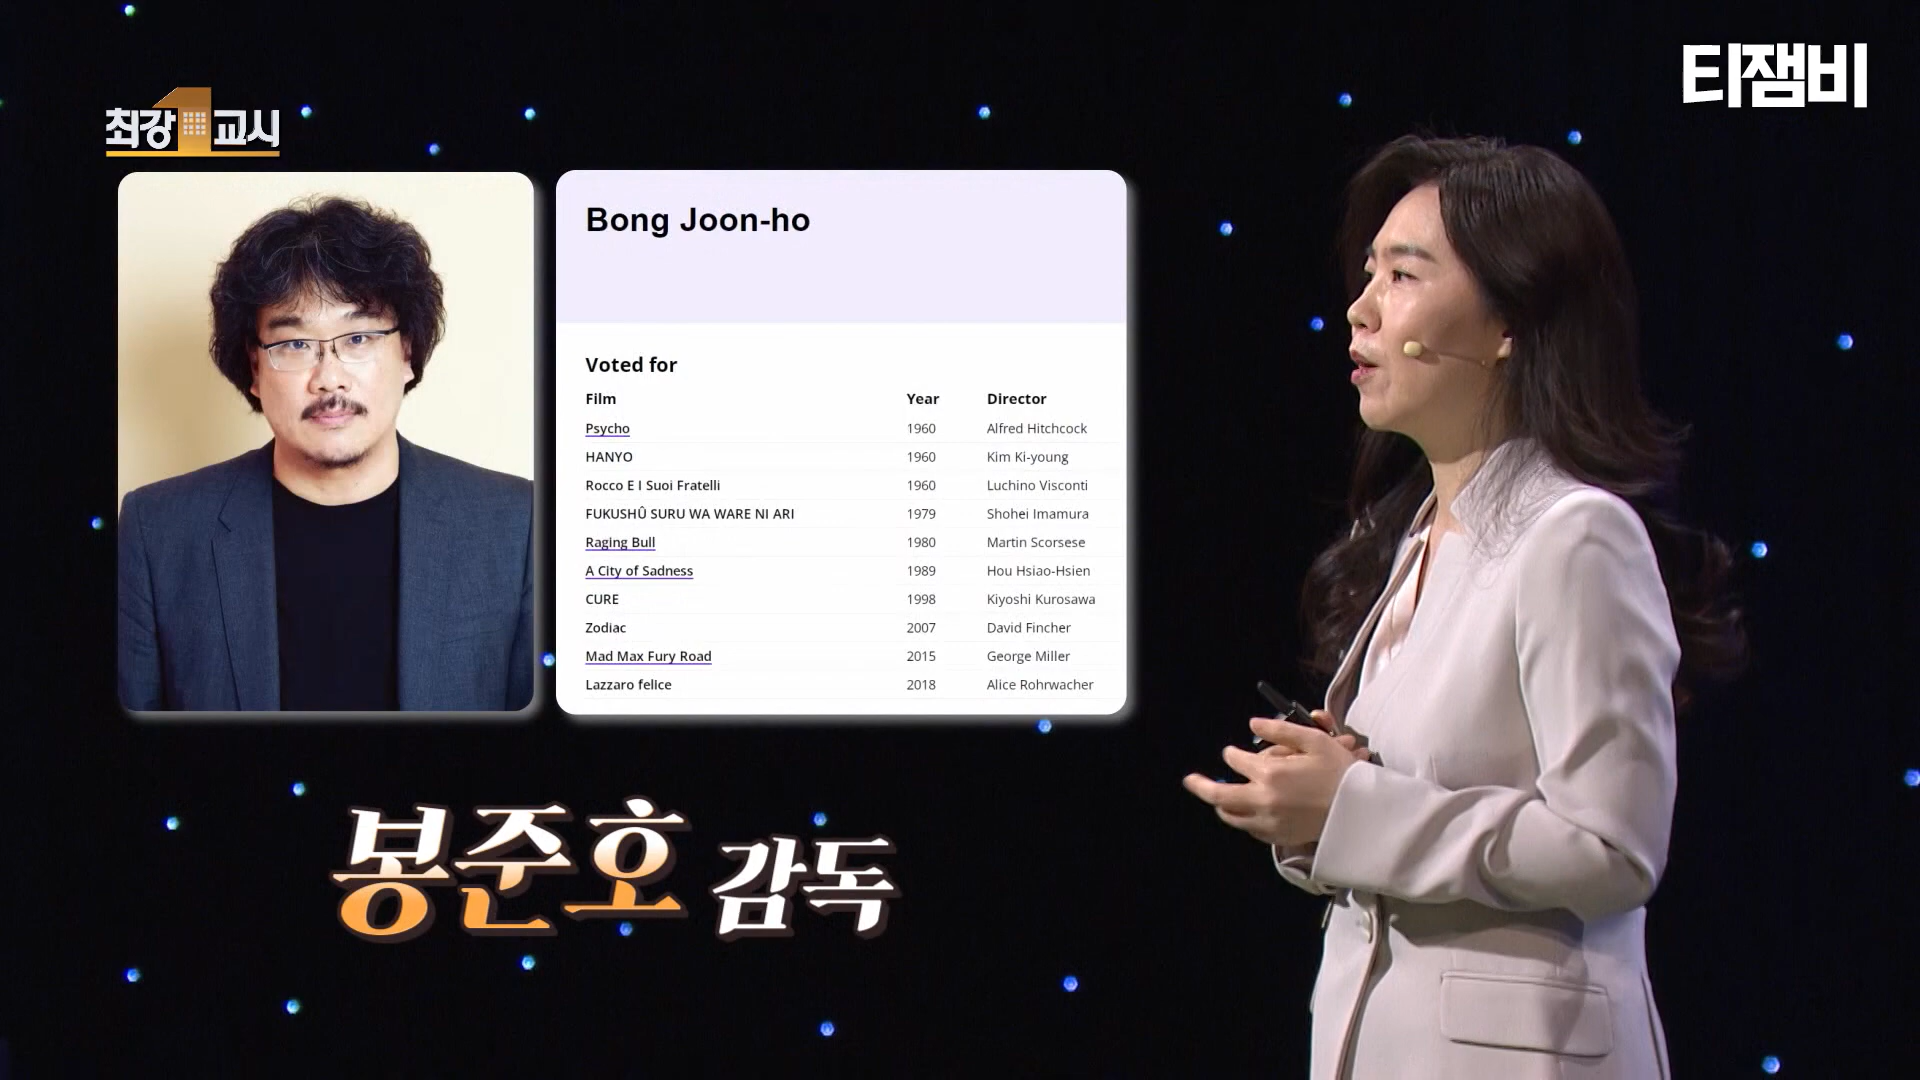 티잼비
최강1교시
Bong Joon-ho
Voted for
Film Year Director
Psycho 1960 Alfred Hitchcock
HANYO 1960 Kim Ki-young
Rocco E I Suoi Fratelli 1960 Luchino Visconti
FUKUSHÛ SURU WA WARE NI ARI 1979 Shohei Imamura
Raging Bull 1980 Martin Scorsese
A City of Sadness 1989 Hou Hsiao-Hsien
CURE 1998 Kiyoshi Kurosawa
Zodiac 2007 David Fincher
Mad Max Fury Road 2015 George Miller
Lazzaro felice 2018 Alice Rohrwacher
봉준호 감독